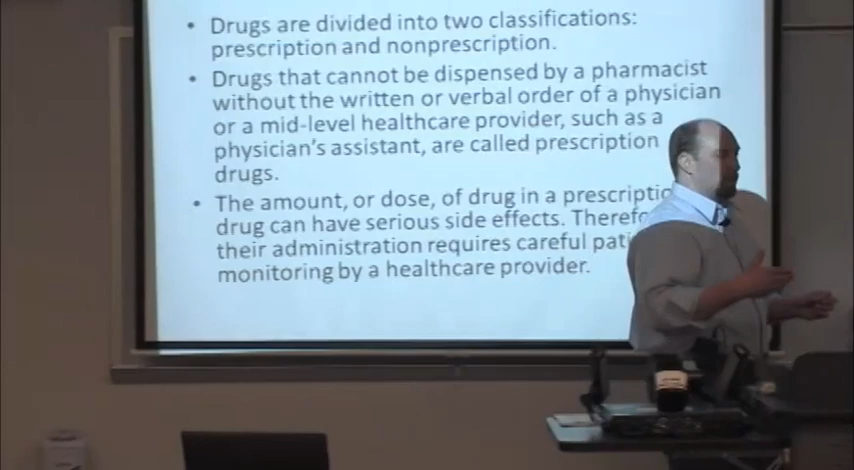 • Drugs are divided into two classifications:
prescription and nonprescription.
• Drugs that cannot be dispensed by a pharmacist
without the written or verbal order of a physician
or a mid-level healthcare provider, such as a
physician's assistant, are called prescription
drugs.
• The amount, or dose, of drug in a
drug can have serious side effects.
their administration requires careful
monitoring by a healthcare provider.